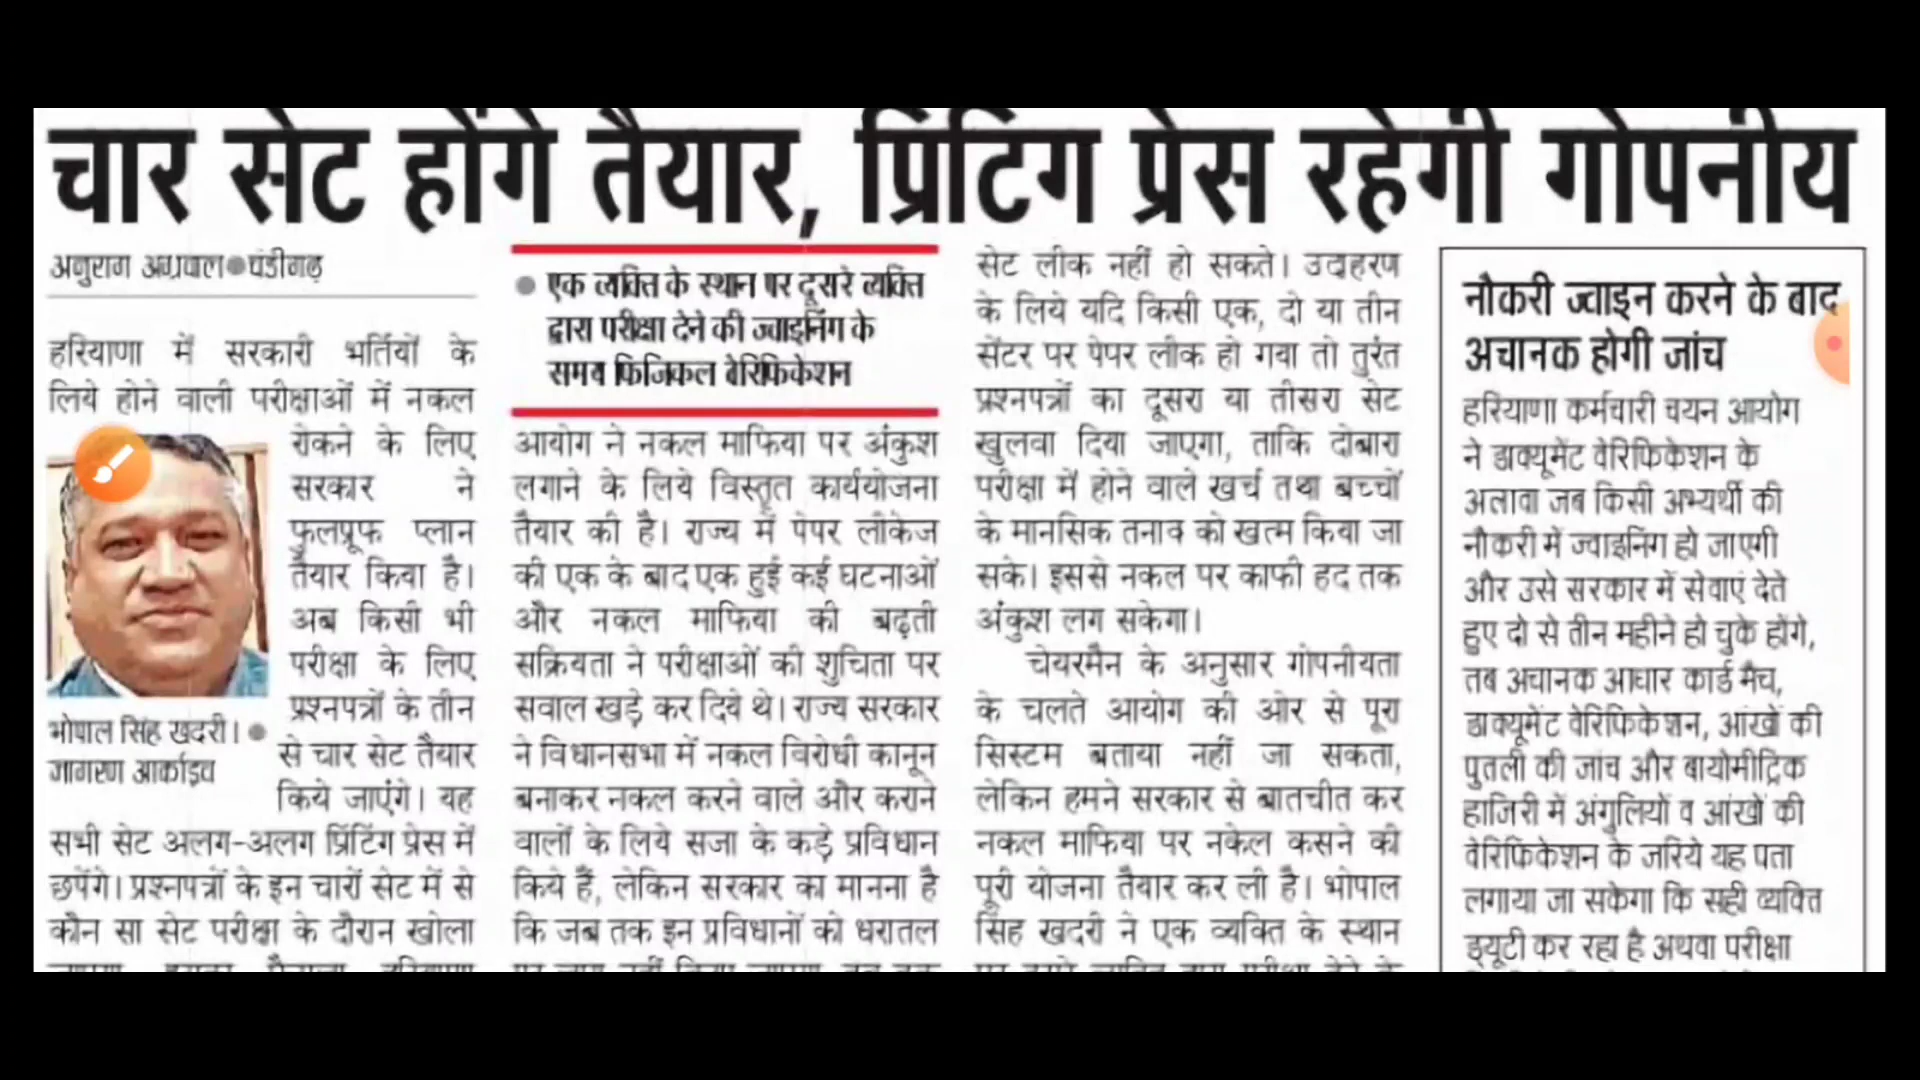 चार सेट होंगे तैयार, प्रिंटिंग प्रेस रहेगी गोपनीय
अनुराग अग्रवाल●चंडीगढ़
हरियाणा में सरकारी भर्तियों के
लिये होने वाली परीक्षाओं में नकल
रोकने के लिए
सरकार ने
फुलप्रूफ प्लान
तैयार किया है।
अब किसी भी
परीक्षा के लिए
प्रश्नपत्रों के तीन
से चार सेट तैयार
किये जाएंगे। यह
भोपाल सिंह खदरी। ●
जागरण आर्काइव
सभी सेट अलग-अलग प्रिंटिंग प्रेस में
छपेंगे। प्रश्नपत्रों के इन चारों सेट में से
कौन सा सेट परीक्षा के दौरान खोला
● एक व्यक्ति के स्थान पर दूसरे व्यक्ति
द्वारा परीक्षा देने की ज्वाइनिंग के
समय फिजिकल वेरिफिकेशन
आयोग ने नकल माफिया पर अंकुश
लगाने के लिये विस्तृत कार्ययोजना
तैयार की है। राज्य में पेपर लीकेज
की एक के बाद एक हुई कई घटनाओं
और नकल माफिया की बढ़ती
सक्रियता ने परीक्षाओं की शुचिता पर
सवाल खड़े कर दिये थे। राज्य सरकार
ने विधानसभा में नकल विरोधी कानून
बनाकर नकल करने वाले और कराने
वालों के लिये सजा के कड़े प्रविधान
किये हैं, लेकिन सरकार का मानना है
कि जब तक इन प्रविधानों को धरातल
सेट लीक नहीं हो सकते। उदाहरण
के लिये यदि किसी एक, दो या तीन
सेंटर पर पेपर लीक हो गया तो तुरंत
प्रश्नपत्रों का दूसरा या तीसरा सेट
खुलवा दिया जाएगा, ताकि दोबारा
परीक्षा में होने वाले खर्च तथा बच्चों
के मानसिक तनाव को खत्म किया जा
सके। इससे नकल पर काफी हद तक
अंकुश लग सकेगा।
चेयरमैन के अनुसार गोपनीयता
के चलते आयोग की ओर से पूरा
सिस्टम बताया नहीं जा सकता,
लेकिन हमने सरकार से बातचीत कर
नकल माफिया पर नकेल कसने की
पूरी योजना तैयार कर ली है। भोपाल
सिंह खदरी ने एक व्यक्ति के स्थान
नौकरी ज्वाइन करने के बाद
अचानक होगी जांच
हरियाणा कर्मचारी चयन आयोग
ने डाक्यूमेंट वेरिफिकेशन के
अलावा जब किसी अभ्यर्थी की
नौकरी में ज्वाइनिंग हो जाएगी
और उसे सरकार में सेवाएं देते
हुए दो से तीन महीने हो चुके होंगे,
तब अचानक आधार कार्ड मैच,
डाक्यूमेंट वेरिफिकेशन, आंखों की
पुतली की जांच और बायोमीट्रिक
हाजिरी में अंगुलियों व आंखों की
वेरिफिकेशन के जरिये यह पता
लगाया जा सकेगा कि सही व्यक्ति
ड्यूटी कर रहा है अथवा परीक्षा